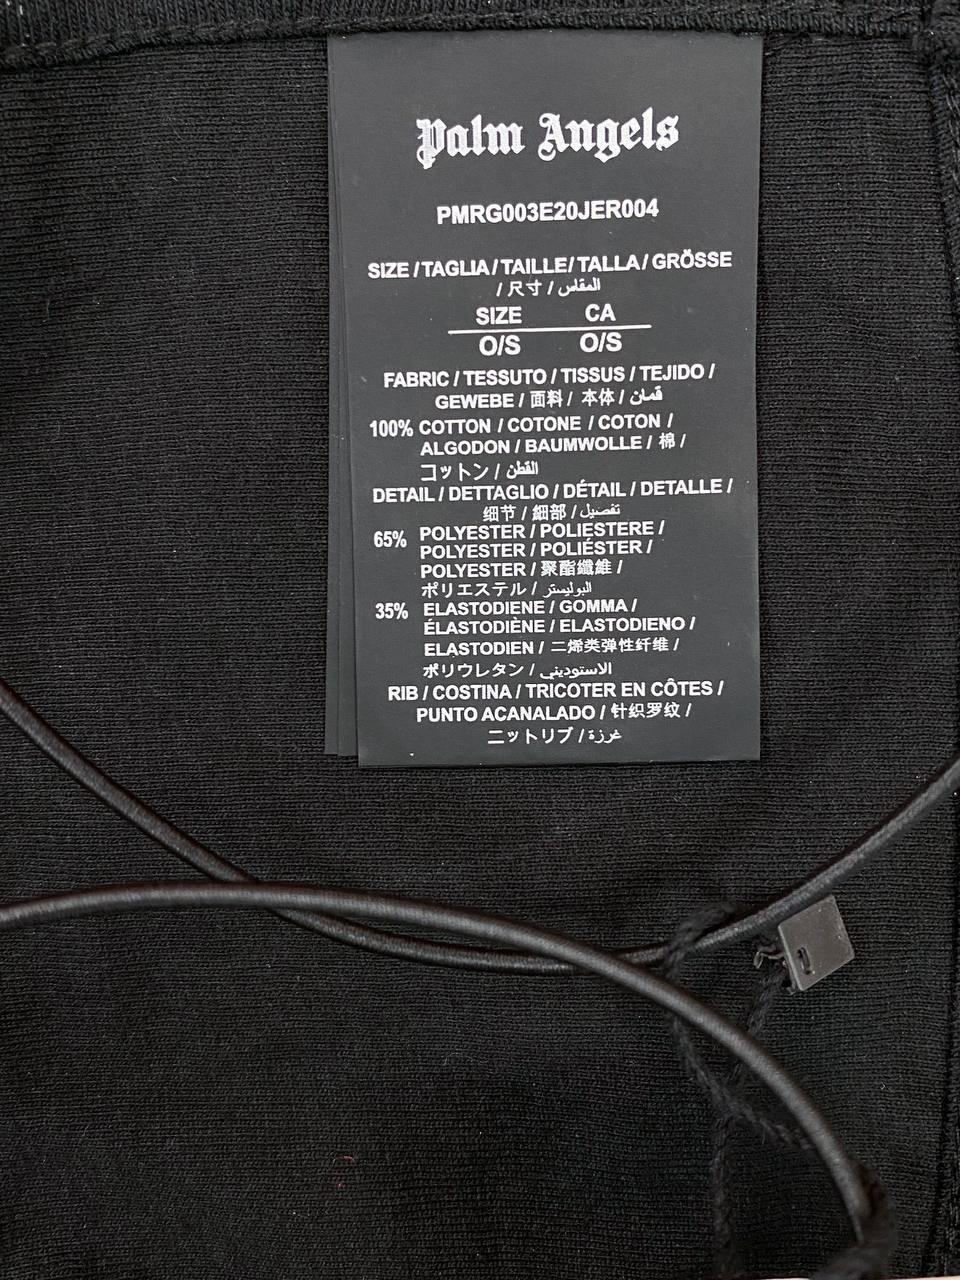 Palm Angels
PMRG003E20JER004
SIZE / TAGLIA / TAILLE / TALLA / GRÖSSE
/ 尺寸 / المقاس
SIZE CA
O/S O/S
FABRIC / TESSUTO / TISSUS / TEJIDO /
GEWEBE / 面料 / 本体 / قمان
100% COTTON / COTONE / COTON /
ALGODON / BAUMWOLLE / 棉 /
コットン / القطن
DETAIL / DETTAGLIO / DÉTAIL / DETALLE /
细节 / 細部 / تفصيل
65% POLYESTER / POLIESTERE /
POLYESTER / POLIÉSTER /
POLYESTER / 聚酯纖維 /
ポリエステル / البوليستر
35% ELASTODIENE / GOMMA /
ÉLASTODIÈNE / ELASTODIENO /
ELASTODIEN / 二烯类弹性纤维 /
ポリウレタン / الاستوديني
RIB / COSTINA / TRICOTER EN CÔTES /
PUNTO ACANALADO / 针织罗纹 /
ニットリブ / غرزة